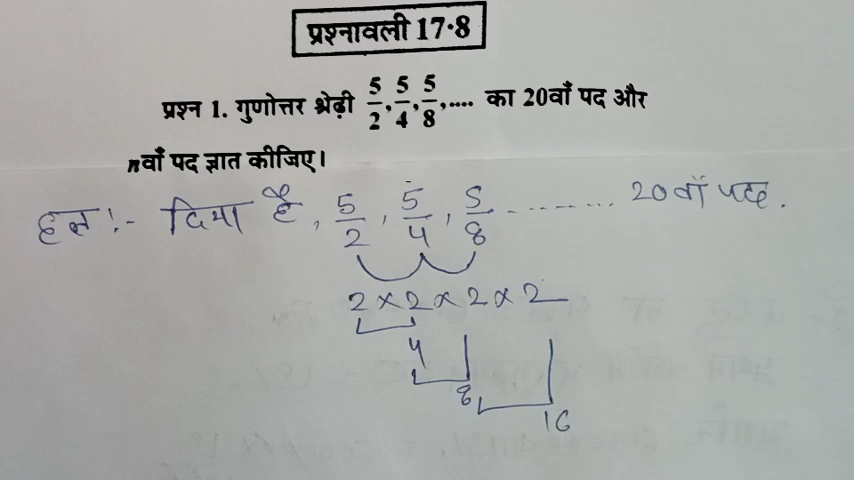 प्रश्नावली 17·8
प्रश्न 1. गुणोत्तर श्रेढ़ी 5/2, 5/4, 5/8, .... का 20वाँ पद और
nवाँ पद ज्ञात कीजिए।
हल :- दिया है, 5/2, 5/4, 5/8 ---------- 20वाँ पद.
2 × 2 × 2 × 2
4
8
16